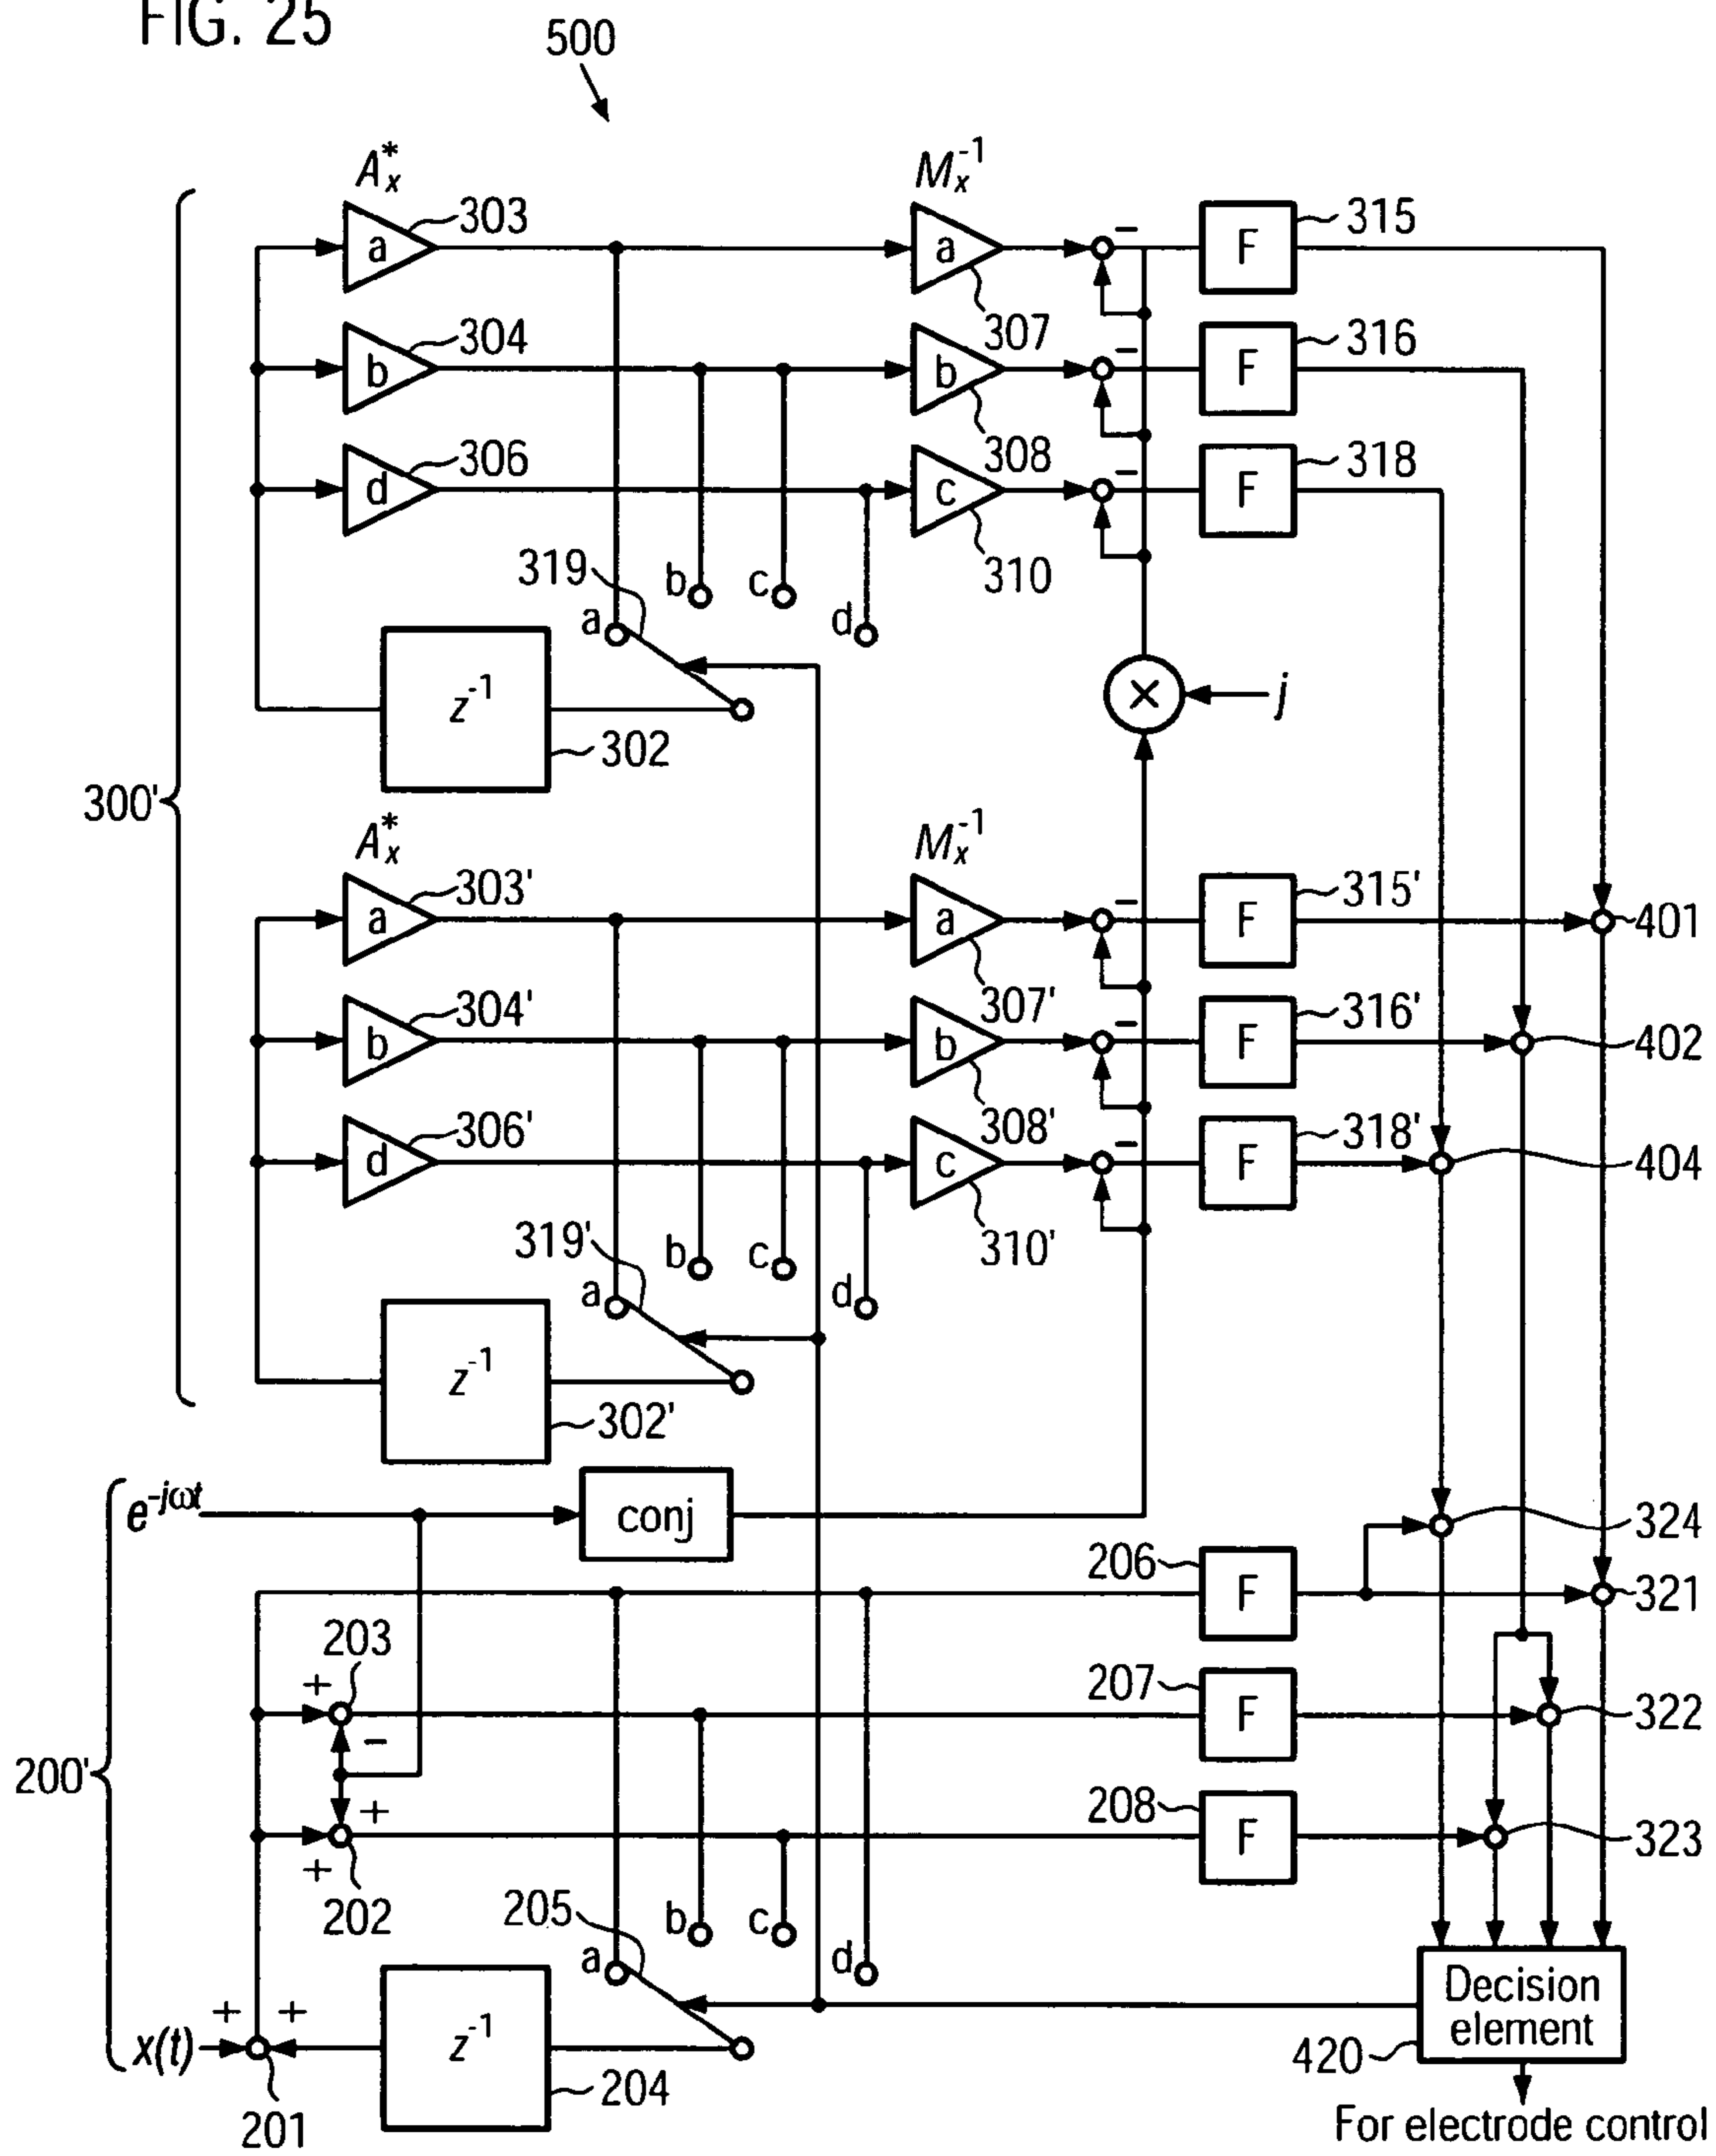 FIG. 25
500
A*x
M-1x
a
303
a
307
-
F
315
b
304
b
308
-
F
316
d
306
c
310
-
F
318
319
a
b
c
d
z-1
302
×
j
300'
A*x
M-1x
a
303'
a
307'
-
F
315'
401
b
304'
b
308'
-
F
316'
402
d
306'
c
310'
-
F
318'
404
319'
a
b
c
d
z-1
302'
e-jωt
conj
324
206
F
321
203
+
-
207
F
322
200'
+
+
202
208
F
323
205
a
b
c
d
+
+
x(t)
201
z-1
204
Decision
element
420
For electrode control